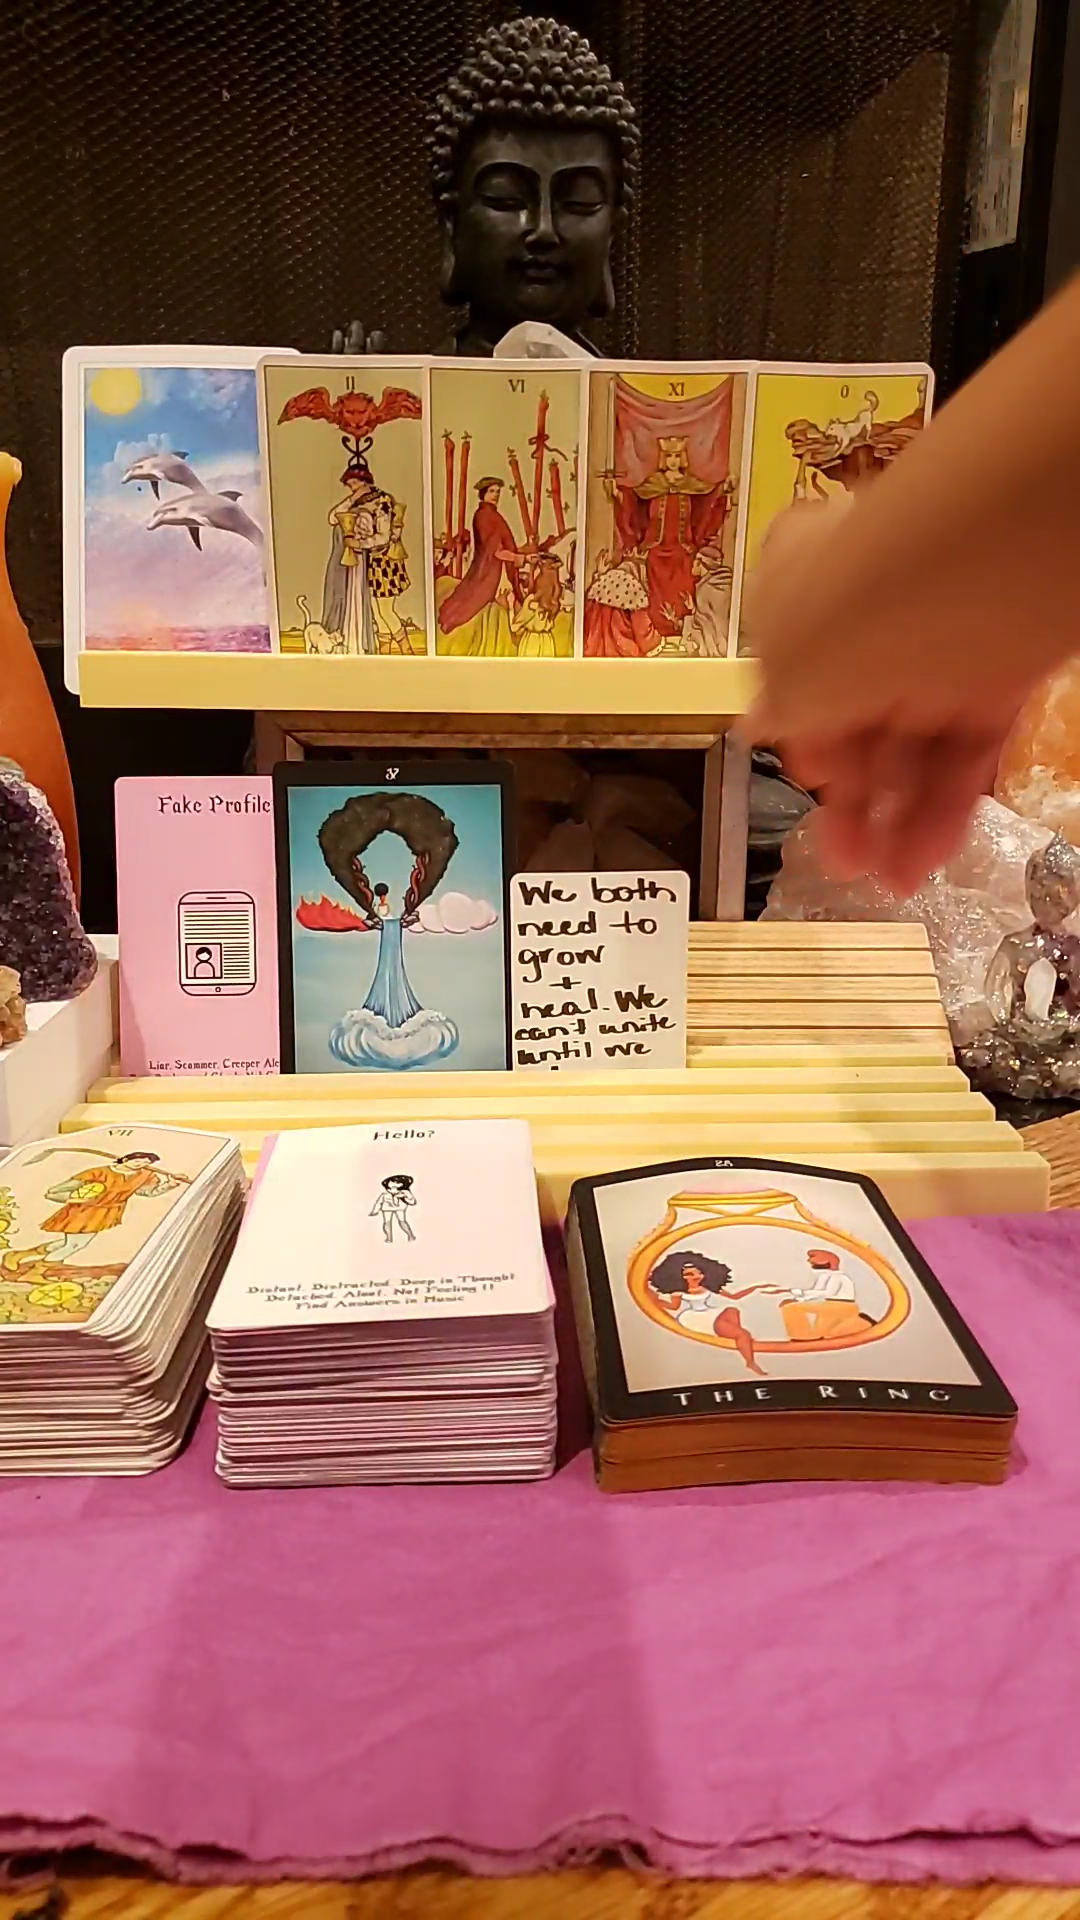 II
VI
XI
0
Fake Profile
Liar, Scammer, Creeper Ale
We both
need to
grow
+
heal. We
can't unite
until we
VII
Hello?
Distant. Distracted. Deep in Thought
Detached. Aloof. Not Feeling It
Find Answers in Music
25
THE RING